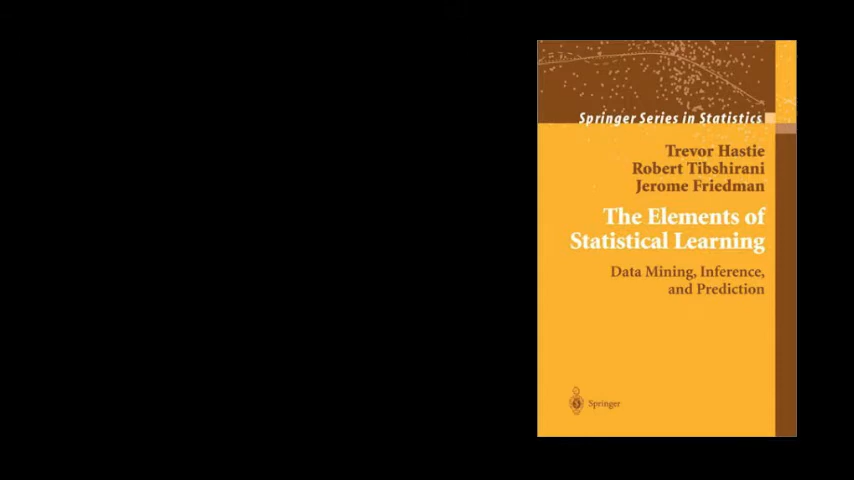 Springer Series in Statistics
Trevor Hastie
Robert Tibshirani
Jerome Friedman
The Elements of
Statistical Learning
Data Mining, Inference,
and Prediction
Springer